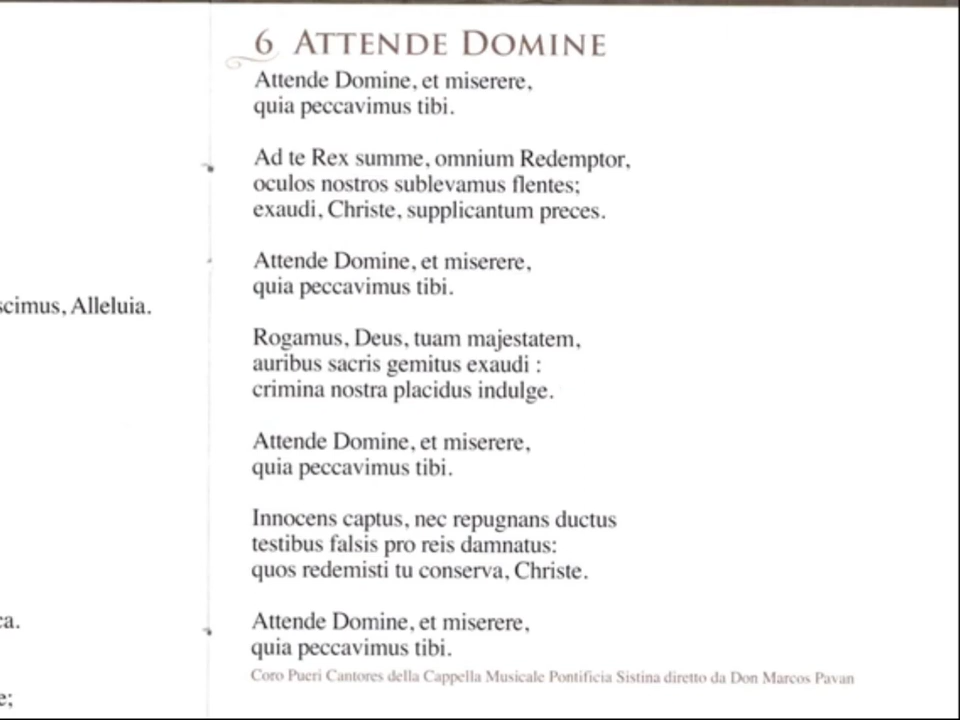 6 ATTENDE DOMINE
Attende Domine, et miserere,
quia peccavimus tibi.
Ad te Rex summe, omnium Redemptor,
oculos nostros sublevamus flentes;
exaudi, Christe, supplicantum preces.
Attende Domine, et miserere,
quia peccavimus tibi.
Rogamus, Deus, tuam majestatem,
auribus sacris gemitus exaudi :
crimina nostra placidus indulge.
Attende Domine, et miserere,
quia peccavimus tibi.
Innocens captus, nec repugnans ductus
testibus falsis pro reis damnatus:
quos redemisti tu conserva, Christe.
Attende Domine, et miserere,
quia peccavimus tibi.
Coro Pueri Cantores della Cappella Musicale Pontificia Sistina diretto da Don Marcos Pavan
Alleluia.